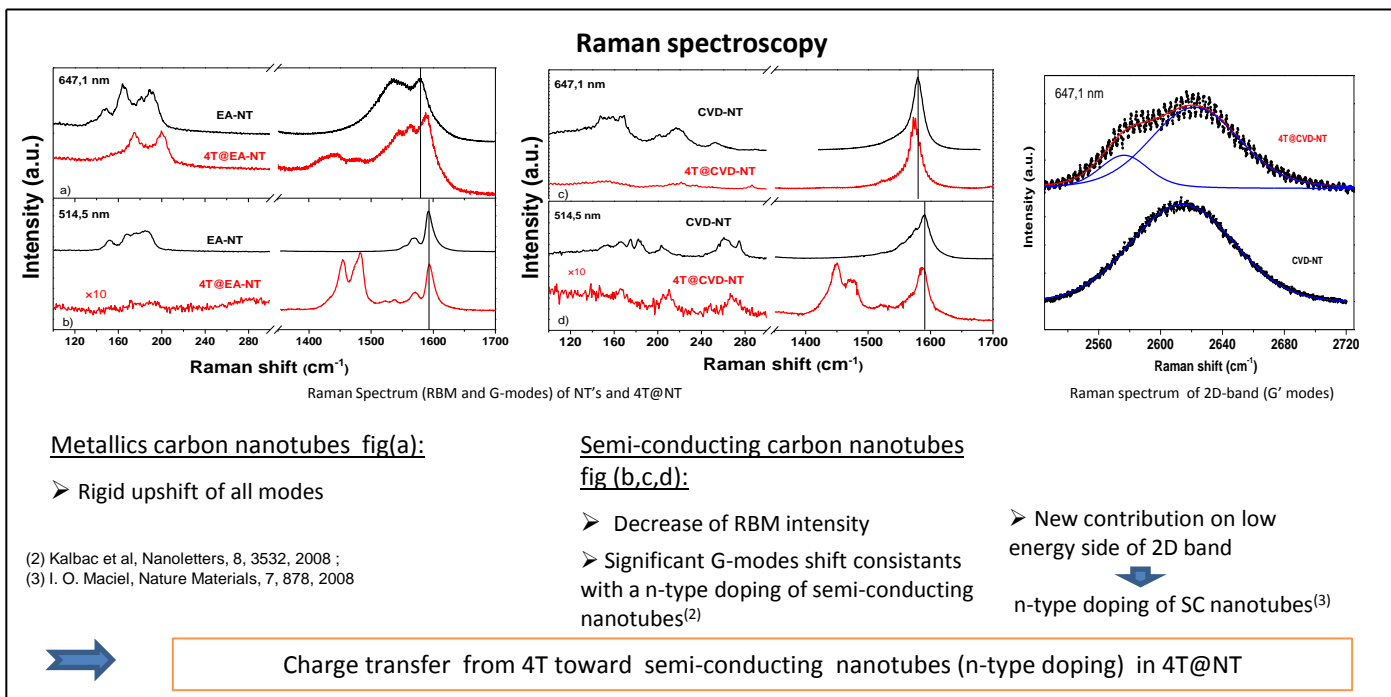 Raman spectroscopy
647,1 nm
EA-NT
4T@EA-NT
a)
514,5 nm
EA-NT
×10
4T@EA-NT
b)
Intensity (a.u.)
100 120 160 200 240 280 1400 1500 1600 1700
Raman shift (cm-1)
647,1 nm
CVD-NT
4T@CVD-NT
c)
514,5 nm
CVD-NT
×10
4T@CVD-NT
d)
Intensity (a.u.)
100 120 160 200 240 280 1400 1500 1600 1700
Raman shift (cm-1)
Raman Spectrum (RBM and G-modes) of NT's and 4T@NT
647,1 nm
4T@CVD-NT
CVD-NT
Intensity (a.u.)
2560 2600 2640 2680 2720
Raman shift (cm-1)
Raman spectrum of 2D-band (G' modes)
Metallics carbon nanotubes fig(a):
➢ Rigid upshift of all modes
(2) Kalbac et al, Nanoletters, 8, 3532, 2008 ;
(3) I. O. Maciel, Nature Materials, 7, 878, 2008
Semi-conducting carbon nanotubes
fig (b,c,d):
➢ Decrease of RBM intensity
➢ Significant G-modes shift consistants
with a n-type doping of semi-conducting
nanotubes(2)
➢ New contribution on low
energy side of 2D band
n-type doping of SC nanotubes(3)
Charge transfer from 4T toward semi-conducting nanotubes (n-type doping) in 4T@NT